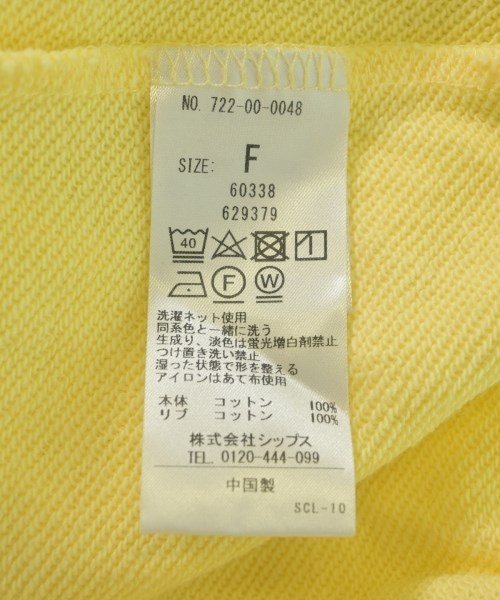 NO. 722-00-0048
SIZE: F
60338
629379
40
F W
洗濯ネット使用
同系色と一緒に洗う
生成り、淡色は蛍光増白剤禁止
つけ置き洗い禁止
湿った状態で形を整える
アイロンはあて布使用
本体 コットン 100%
リブ コットン 100%
株式会社シップス
TEL. 0120-444-099
中国製
SCL-10